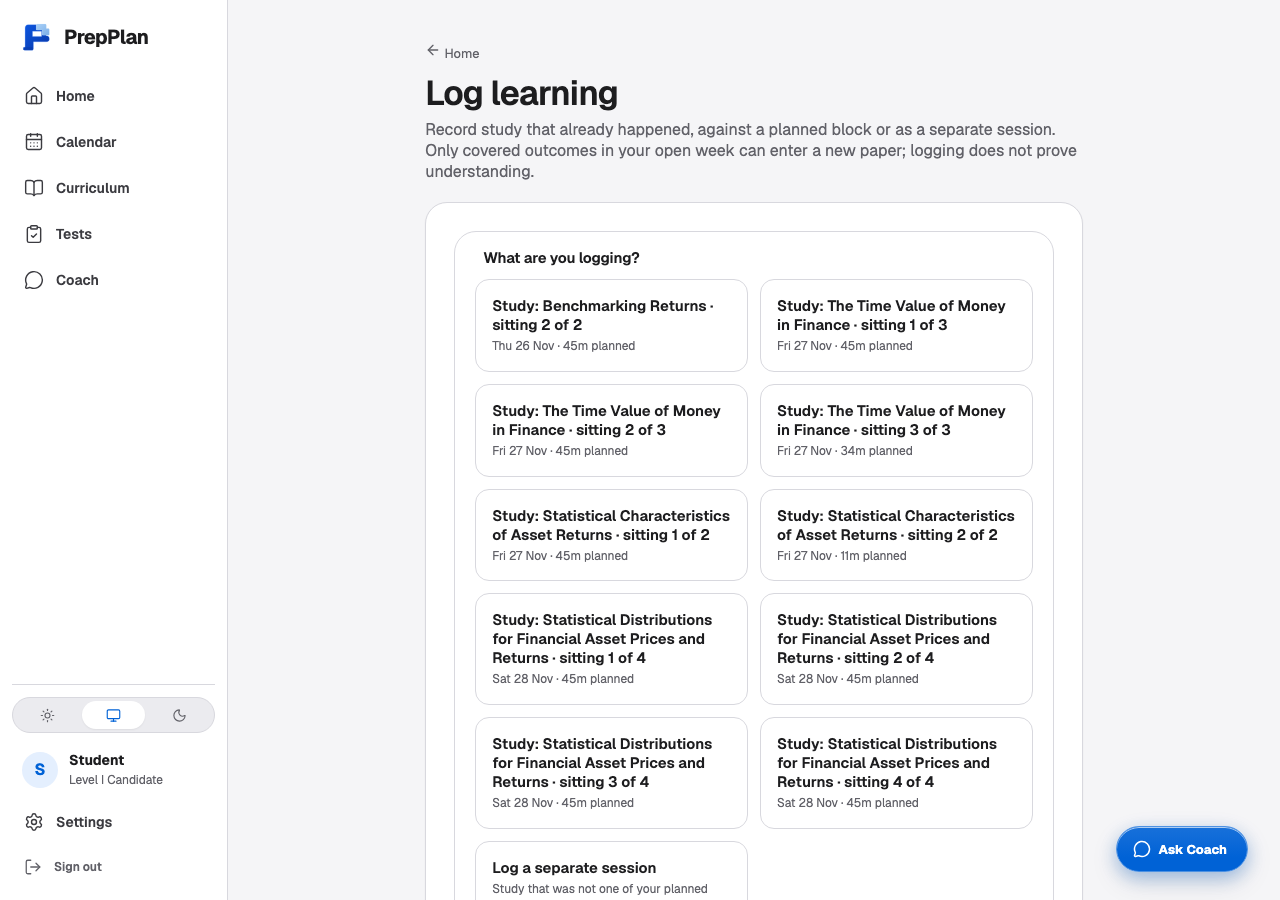 PrepPlan
Home
Calendar
Curriculum
Tests
Coach
Student
S
Level I Candidate
Settings
Sign out
Home
Log learning
Record study that already happened, against a planned block or as a separate session.
Only covered outcomes in your open week can enter a new paper; logging does not prove
understanding.
What are you logging?
Study: Benchmarking Returns ·
sitting 2 of 2
Thu 26 Nov · 45m planned
Study: The Time Value of Money
in Finance · sitting 1 of 3
Fri 27 Nov · 45m planned
Study: The Time Value of Money
in Finance · sitting 2 of 3
Fri 27 Nov · 45m planned
Study: The Time Value of Money
in Finance · sitting 3 of 3
Fri 27 Nov · 34m planned
Study: Statistical Characteristics
of Asset Returns · sitting 1 of 2
Fri 27 Nov · 45m planned
Study: Statistical Characteristics
of Asset Returns · sitting 2 of 2
Fri 27 Nov · 11m planned
Study: Statistical Distributions
for Financial Asset Prices and
Returns · sitting 1 of 4
Sat 28 Nov · 45m planned
Study: Statistical Distributions
for Financial Asset Prices and
Returns · sitting 2 of 4
Sat 28 Nov · 45m planned
Study: Statistical Distributions
for Financial Asset Prices and
Returns · sitting 3 of 4
Sat 28 Nov · 45m planned
Study: Statistical Distributions
for Financial Asset Prices and
Returns · sitting 4 of 4
Sat 28 Nov · 45m planned
Log a separate session
Study that was not one of your planned
Ask Coach